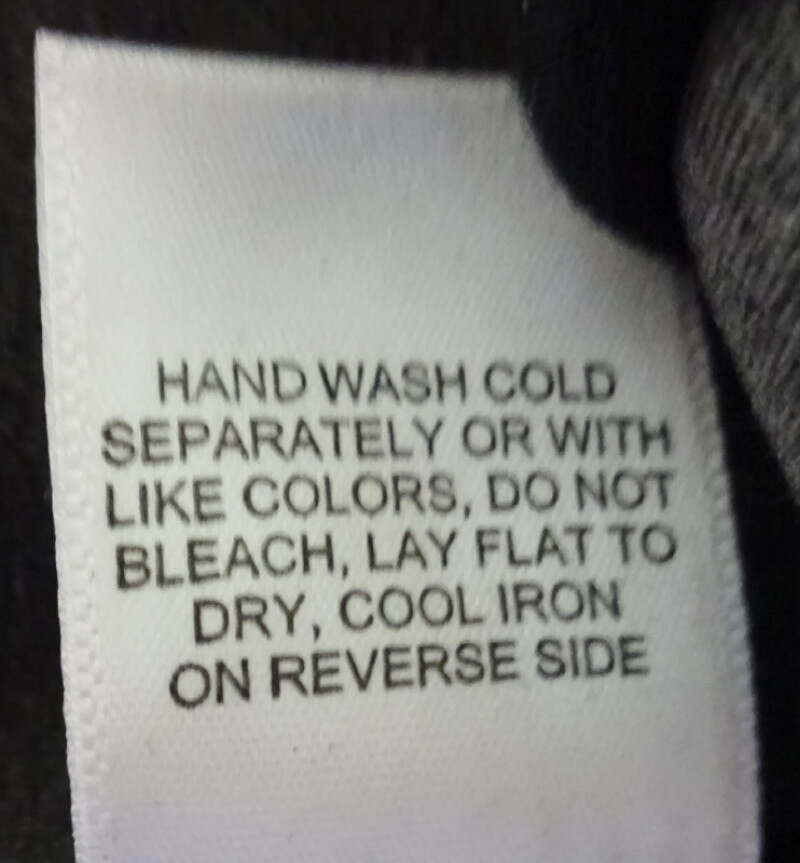 HAND WASH COLD
SEPARATELY OR WITH
LIKE COLORS, DO NOT
BLEACH, LAY FLAT TO
DRY, COOL IRON
ON REVERSE SIDE